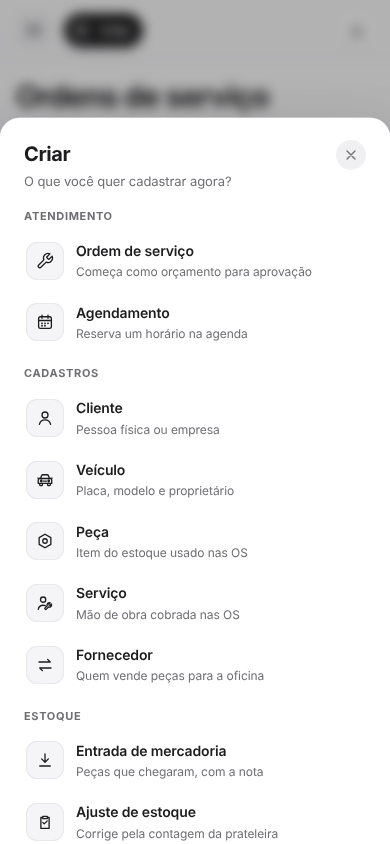 Ordens de serviço
Criar
O que você quer cadastrar agora?
ATENDIMENTO
Ordem de serviço
Começa como orçamento para aprovação
Agendamento
Reserva um horário na agenda
CADASTROS
Cliente
Pessoa física ou empresa
Veículo
Placa, modelo e proprietário
Peça
Item do estoque usado nas OS
Serviço
Mão de obra cobrada nas OS
Fornecedor
Quem vende peças para a oficina
ESTOQUE
Entrada de mercadoria
Peças que chegaram, com a nota
Ajuste de estoque
Corrige pela contagem da prateleira